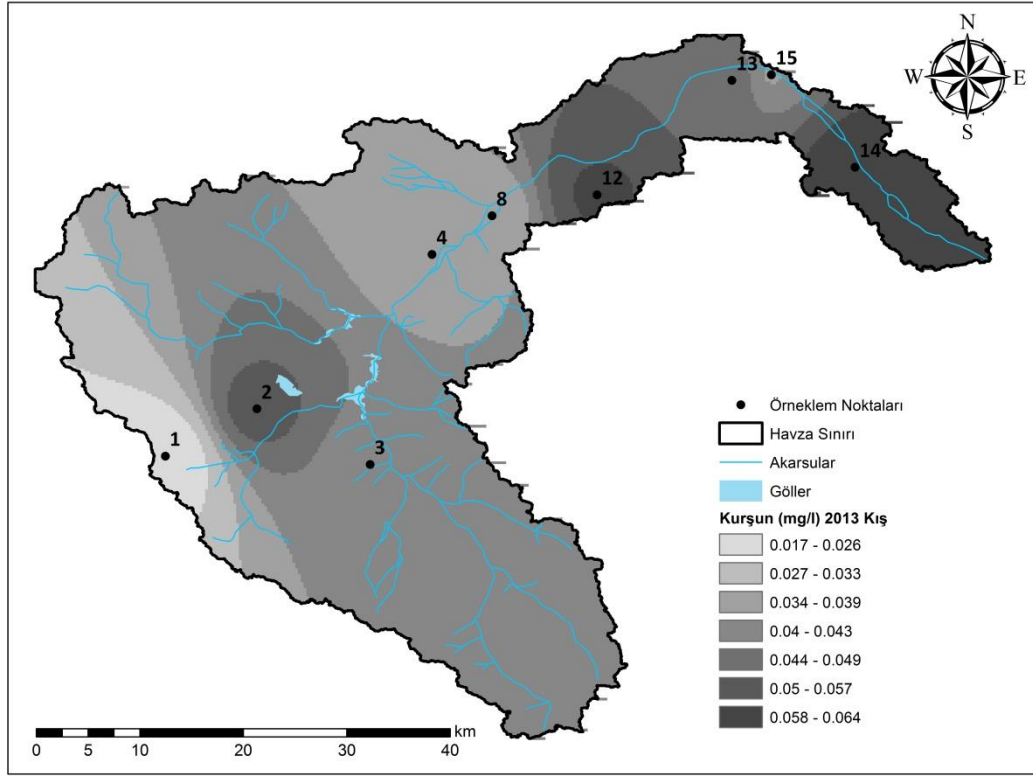 N
W E
S
13
15
14
12
8
4
2
1
3
Örneklem Noktaları
Havza Sınırı
Akarsular
Göller
Kurşun (mg/l) 2013 Kış
0.017 - 0.026
0.027 - 0.033
0.034 - 0.039
0.04 - 0.043
0.044 - 0.049
0.05 - 0.057
0.058 - 0.064
km
0 5 10 20 30 40